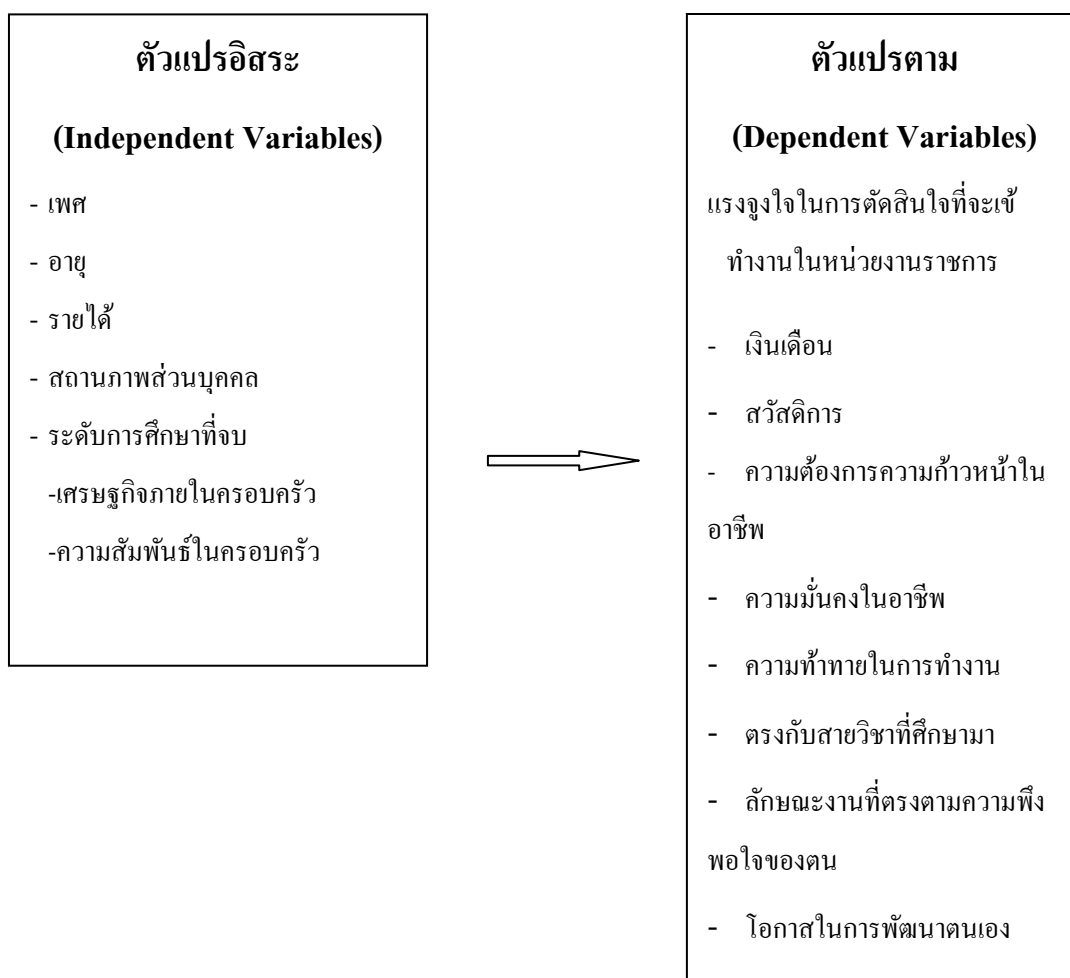 ตัวแปรอิสระ
(Independent Variables)
- เพศ
- อายุ
- รายได้
- สถานภาพส่วนบุคคล
- ระดับการศึกษาที่จบ
-เศรษฐกิจภายในครอบครัว
-ความสัมพันธ์ในครอบครัว
ตัวแปรตาม
(Dependent Variables)
แรงจูงใจในการตัดสินใจที่จะเข้
ทำงานในหน่วยงานราชการ
- เงินเดือน
- สวัสดิการ
- ความต้องการความก้าวหน้าใน
อาชีพ
- ความมั่นคงในอาชีพ
- ความท้าทายในการทำงาน
- ตรงกับสายวิชาที่ศึกษามา
- ลักษณะงานที่ตรงตามความพึง
พอใจของตน
- โอกาสในการพัฒนาตนเอง